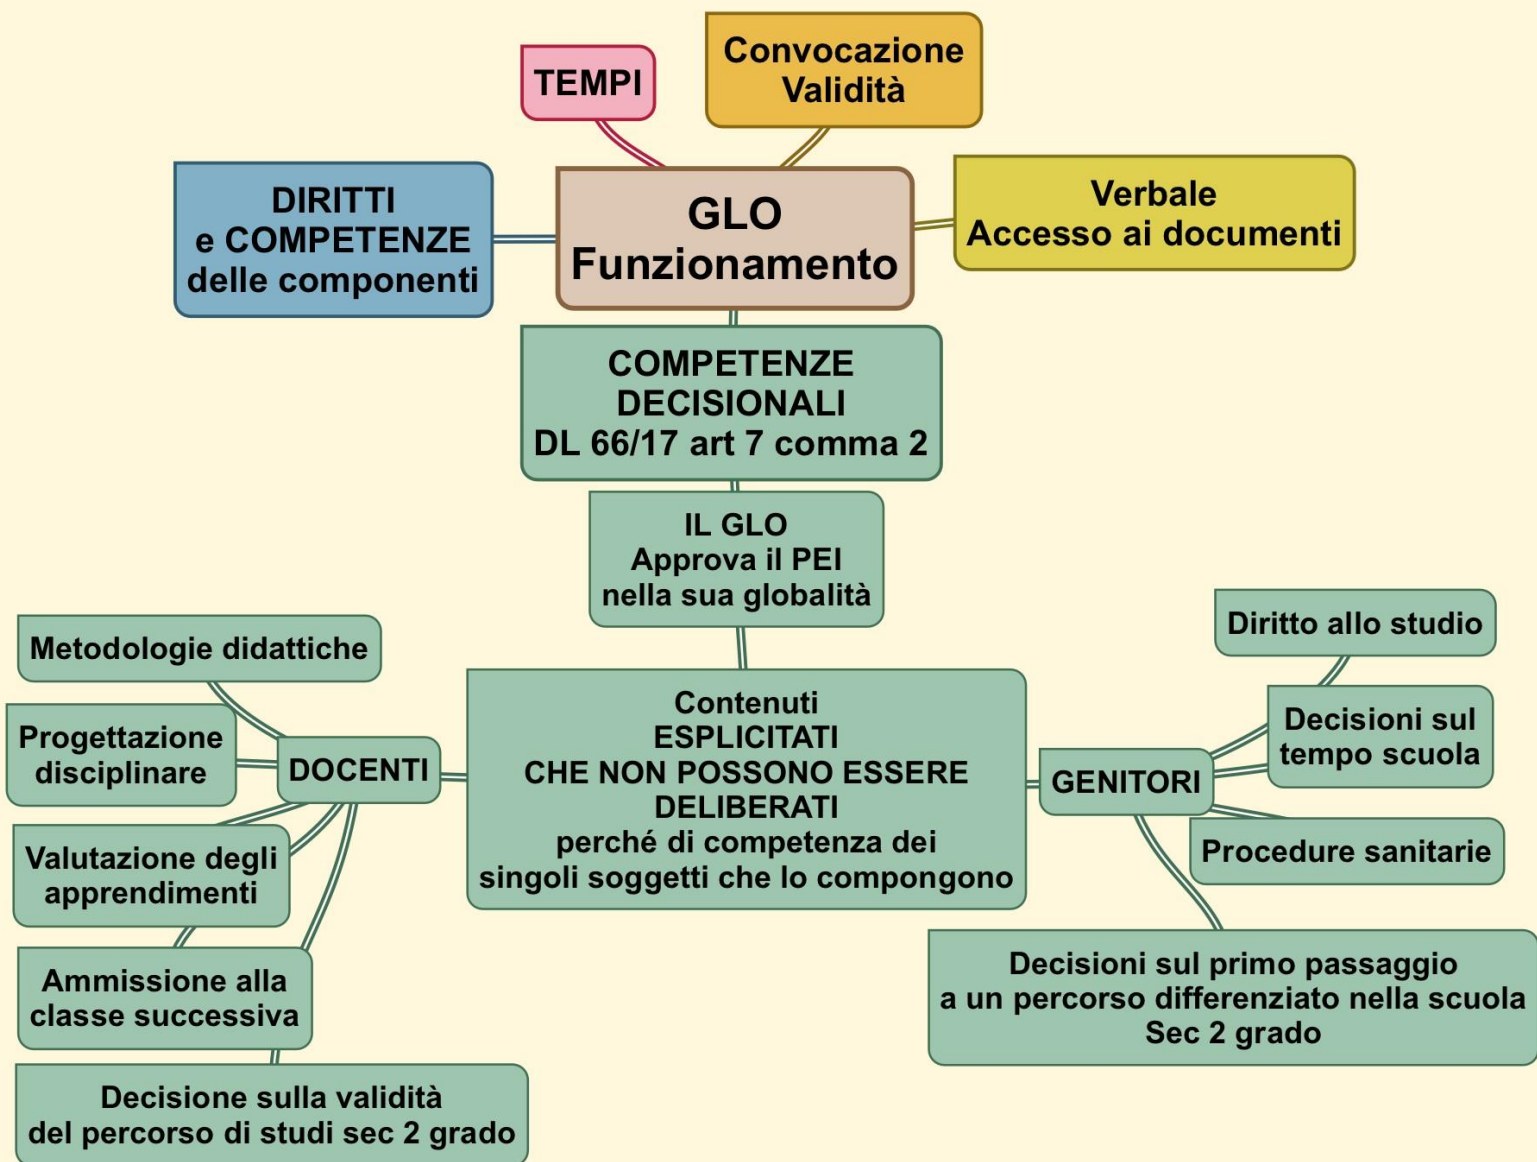 TEMPI
Convocazione
Validità
DIRITTI
e COMPETENZE
delle componenti
GLO
Funzionamento
Verbale
Accesso ai documenti
COMPETENZE
DECISIONALI
DL 66/17 art 7 comma 2
IL GLO
Approva il PEI
nella sua globalità
Contenuti
ESPLICITATI
CHE NON POSSONO ESSERE
DELIBERATI
perché di competenza dei
singoli soggetti che lo compongono
DOCENTI
Metodologie didattiche
Progettazione
disciplinare
Valutazione degli
apprendimenti
Ammissione alla
classe successiva
Decisione sulla validità
del percorso di studi sec 2 grado
GENITORI
Diritto allo studio
Decisioni sul
tempo scuola
Procedure sanitarie
Decisioni sul primo passaggio
a un percorso differenziato nella scuola
Sec 2 grado